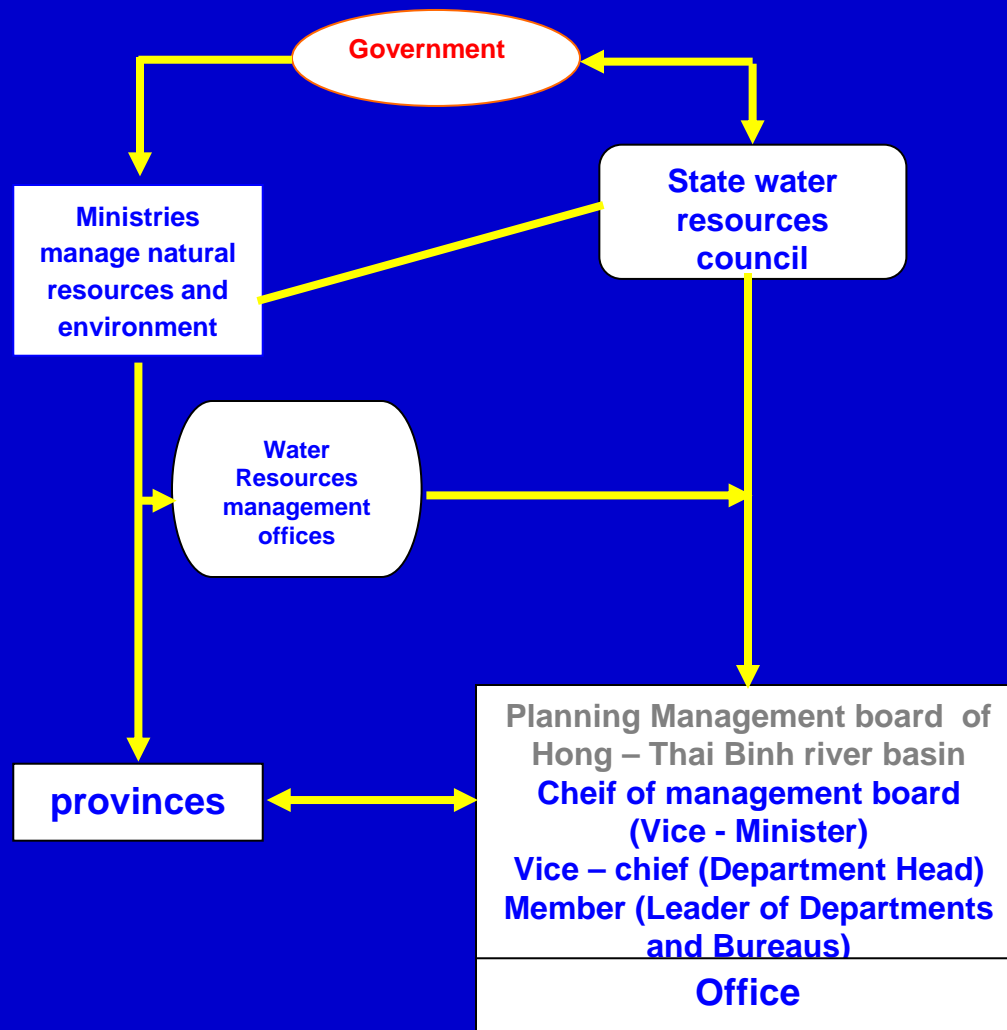 Government
State water
resources
council
Ministries
manage natural
resources and
environment
Water
Resources
management
offices
provinces
Planning Management board of
Hong – Thai Binh river basin
Cheif of management board
(Vice - Minister)
Vice – chief (Department Head)
Member (Leader of Departments
and Bureaus)
Office